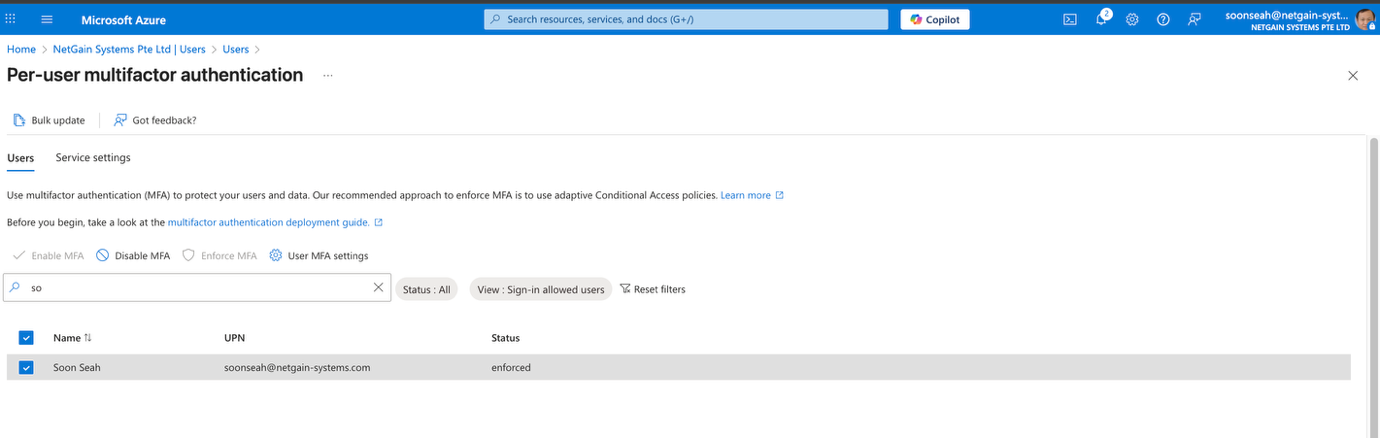 Microsoft Azure
Search resources, services, and docs (G+/)
Copilot
2
soonseah@netgain-syst...
NETGAIN SYSTEMS PTE LTD
Home > NetGain Systems Pte Ltd | Users > Users >
Per-user multifactor authentication ...
Bulk update
Got feedback?
Users Service settings
Use multifactor authentication (MFA) to protect your users and data. Our recommended approach to enforce MFA is to use adaptive Conditional Access policies. Learn more
Before you begin, take a look at the multifactor authentication deployment guide.
Enable MFA Disable MFA Enforce MFA User MFA settings
so Status : All View : Sign-in allowed users Reset filters
Name UPN Status
Soon Seah soonseah@netgain-systems.com enforced